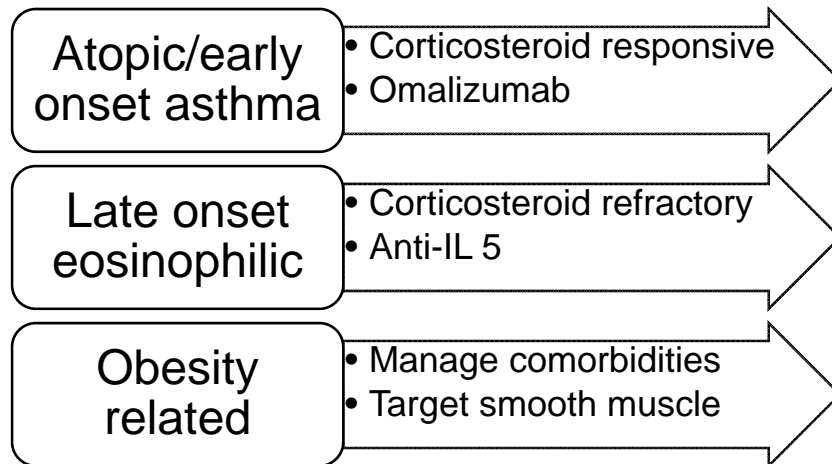 Atopic/early
onset asthma
• Corticosteroid responsive
• Omalizumab
Late onset
eosinophilic
• Corticosteroid refractory
• Anti-IL 5
Obesity
related
• Manage comorbidities
• Target smooth muscle